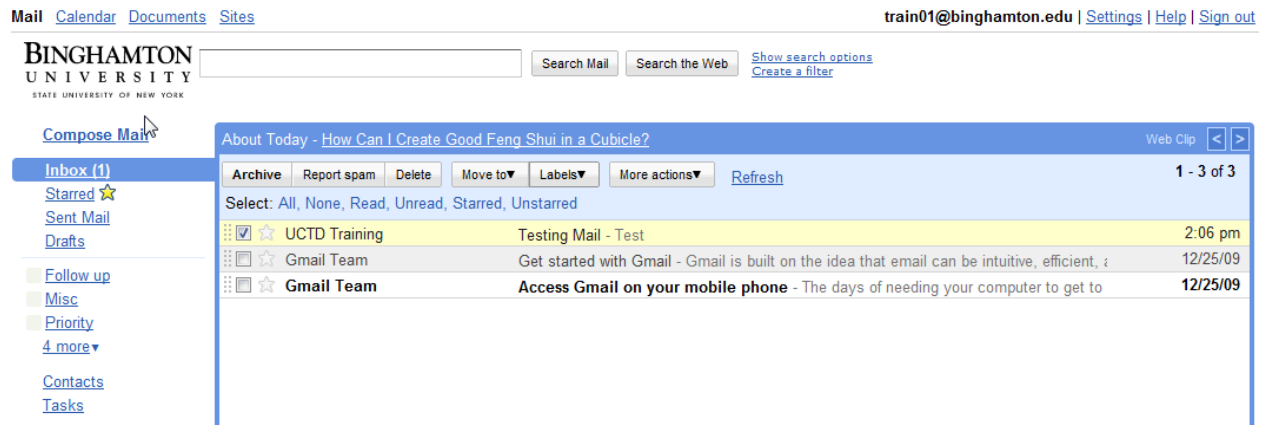 Mail Calendar Documents Sites train01@binghamton.edu | Settings | Help | Sign out
BINGHAMTON
UNIVERSITY
STATE UNIVERSITY OF NEW YORK
Search Mail Search the Web Show search options
Create a filter
Compose Mail
Inbox (1)
Starred
Sent Mail
Drafts
Follow up
Misc
Priority
4 more▾
Contacts
Tasks
About Today - How Can I Create Good Feng Shui in a Cubicle? Web Clip < >
Archive Report spam Delete Move to▼ Labels▼ More actions▼ Refresh 1 - 3 of 3
Select: All, None, Read, Unread, Starred, Unstarred
UCTD Training Testing Mail - Test 2:06 pm
Gmail Team Get started with Gmail - Gmail is built on the idea that email can be intuitive, efficient, 12/25/09
Gmail Team Access Gmail on your mobile phone - The days of needing your computer to get to 12/25/09